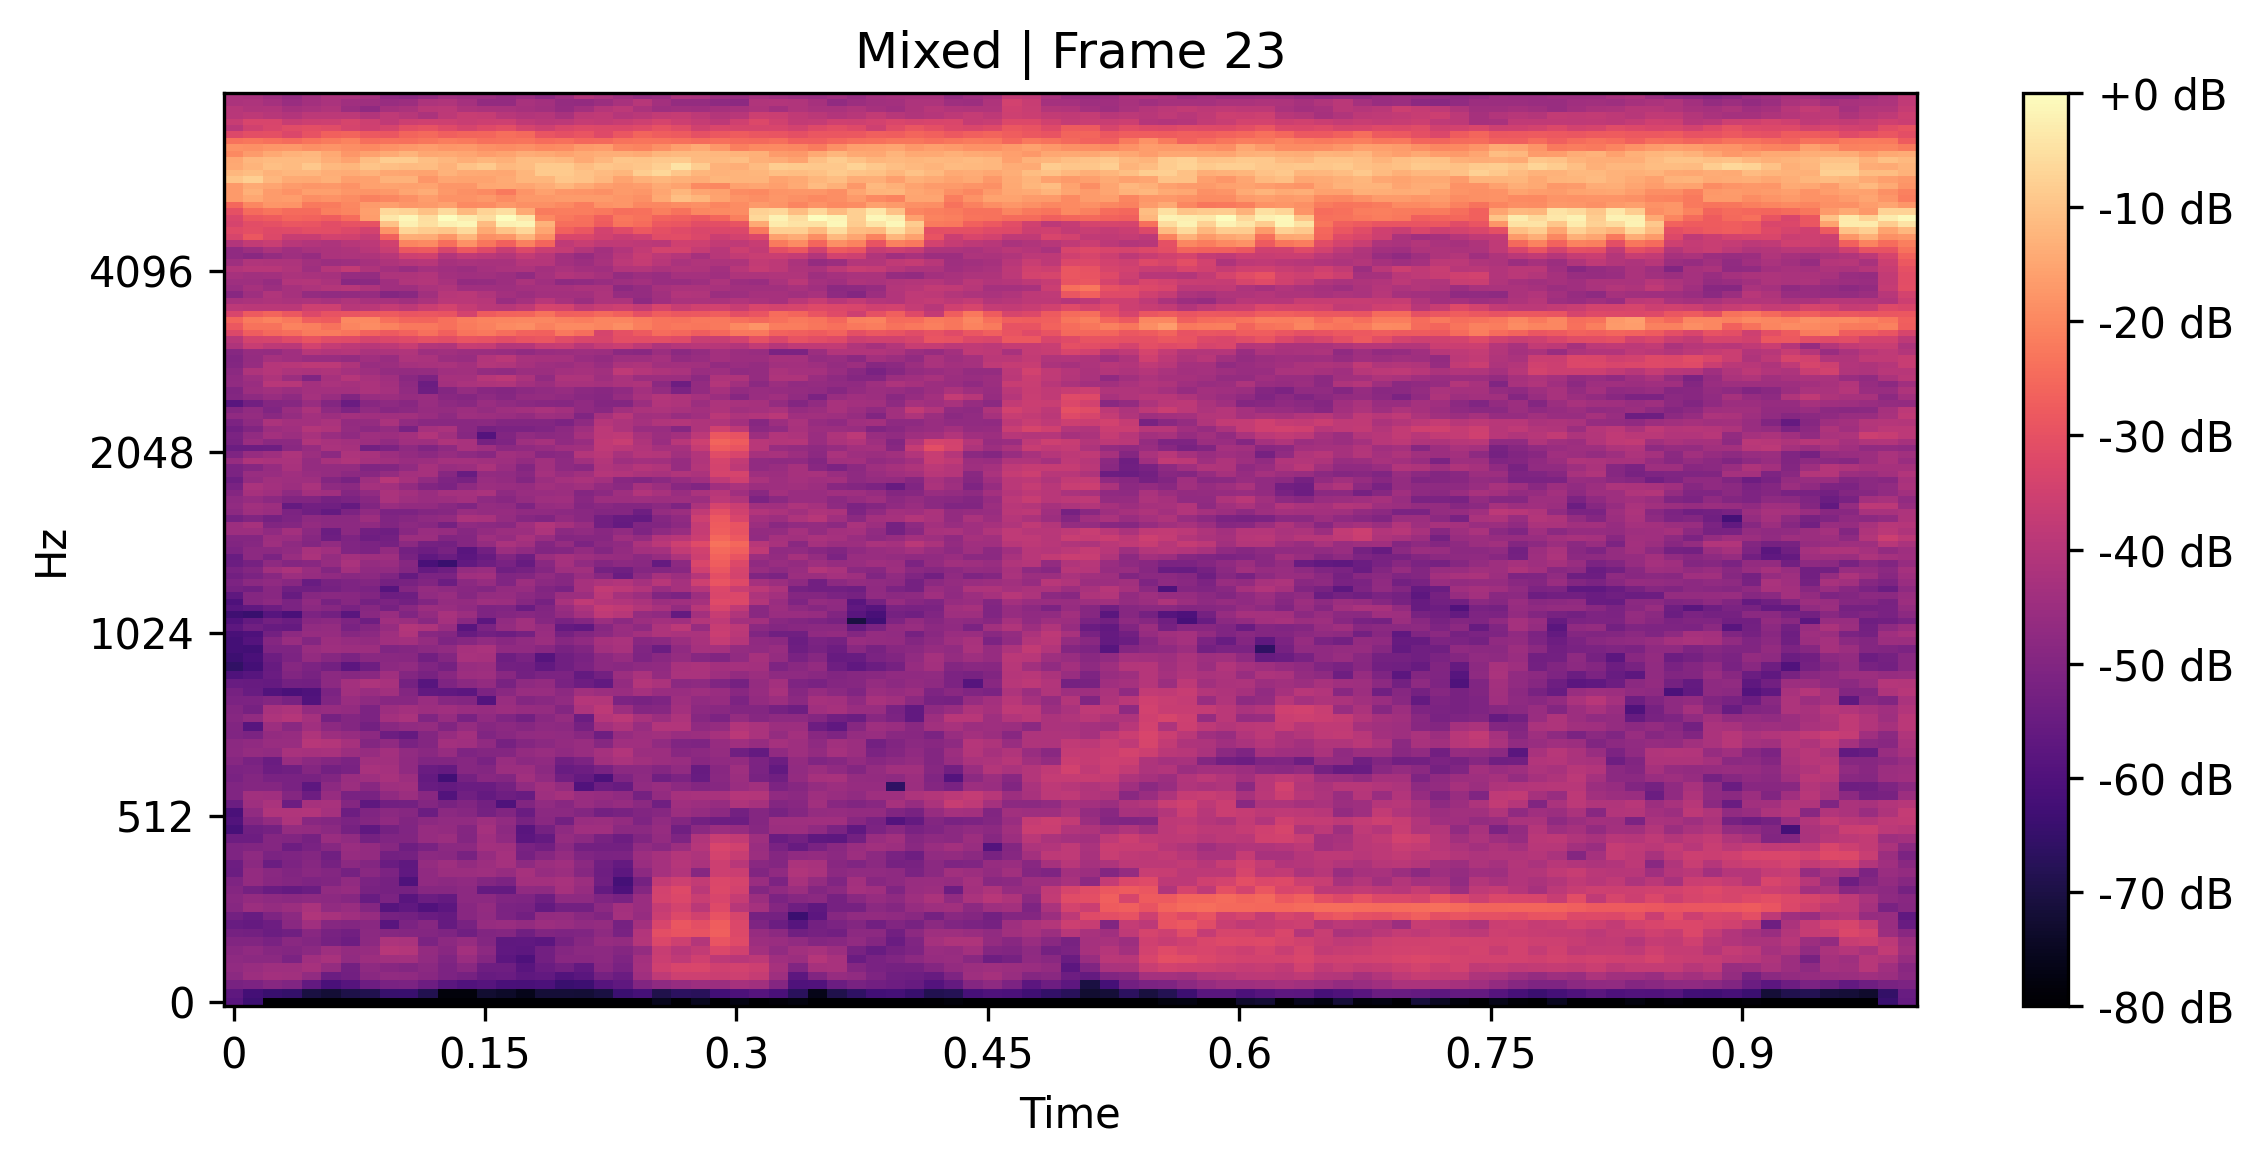 Mixed | Frame 23
+0 dB
-10 dB
-20 dB
-30 dB
-40 dB
-50 dB
-60 dB
-70 dB
-80 dB
Hz
4096
2048
1024
512
0
0 0.15 0.3 0.45 0.6 0.75 0.9
Time